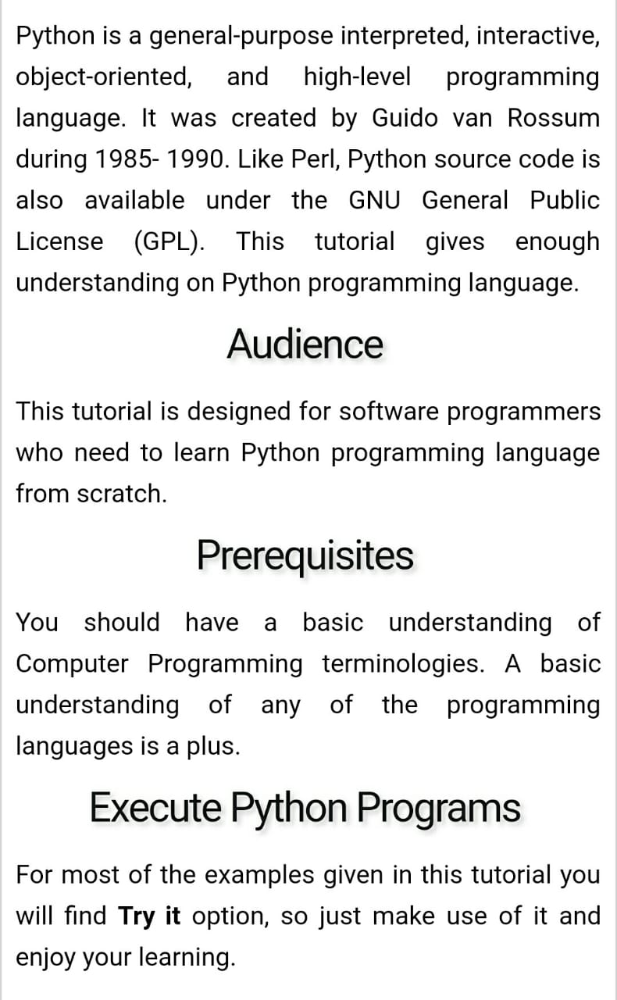 Python is a general-purpose interpreted, interactive,
object-oriented, and high-level programming
language. It was created by Guido van Rossum
during 1985- 1990. Like Perl, Python source code is
also available under the GNU General Public
License (GPL). This tutorial gives enough
understanding on Python programming language.
Audience
This tutorial is designed for software programmers
who need to learn Python programming language
from scratch.
Prerequisites
You should have a basic understanding of
Computer Programming terminologies. A basic
understanding of any of the programming
languages is a plus.
Execute Python Programs
For most of the examples given in this tutorial you
will find Try it option, so just make use of it and
enjoy your learning.